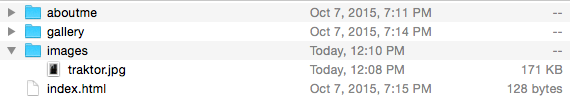 aboutme Oct 7, 2015, 7:11 PM --
gallery Oct 7, 2015, 7:14 PM --
images Today, 12:10 PM --
traktor.jpg Today, 12:08 PM 171 KB
index.html Oct 7, 2015, 7:15 PM 128 bytes